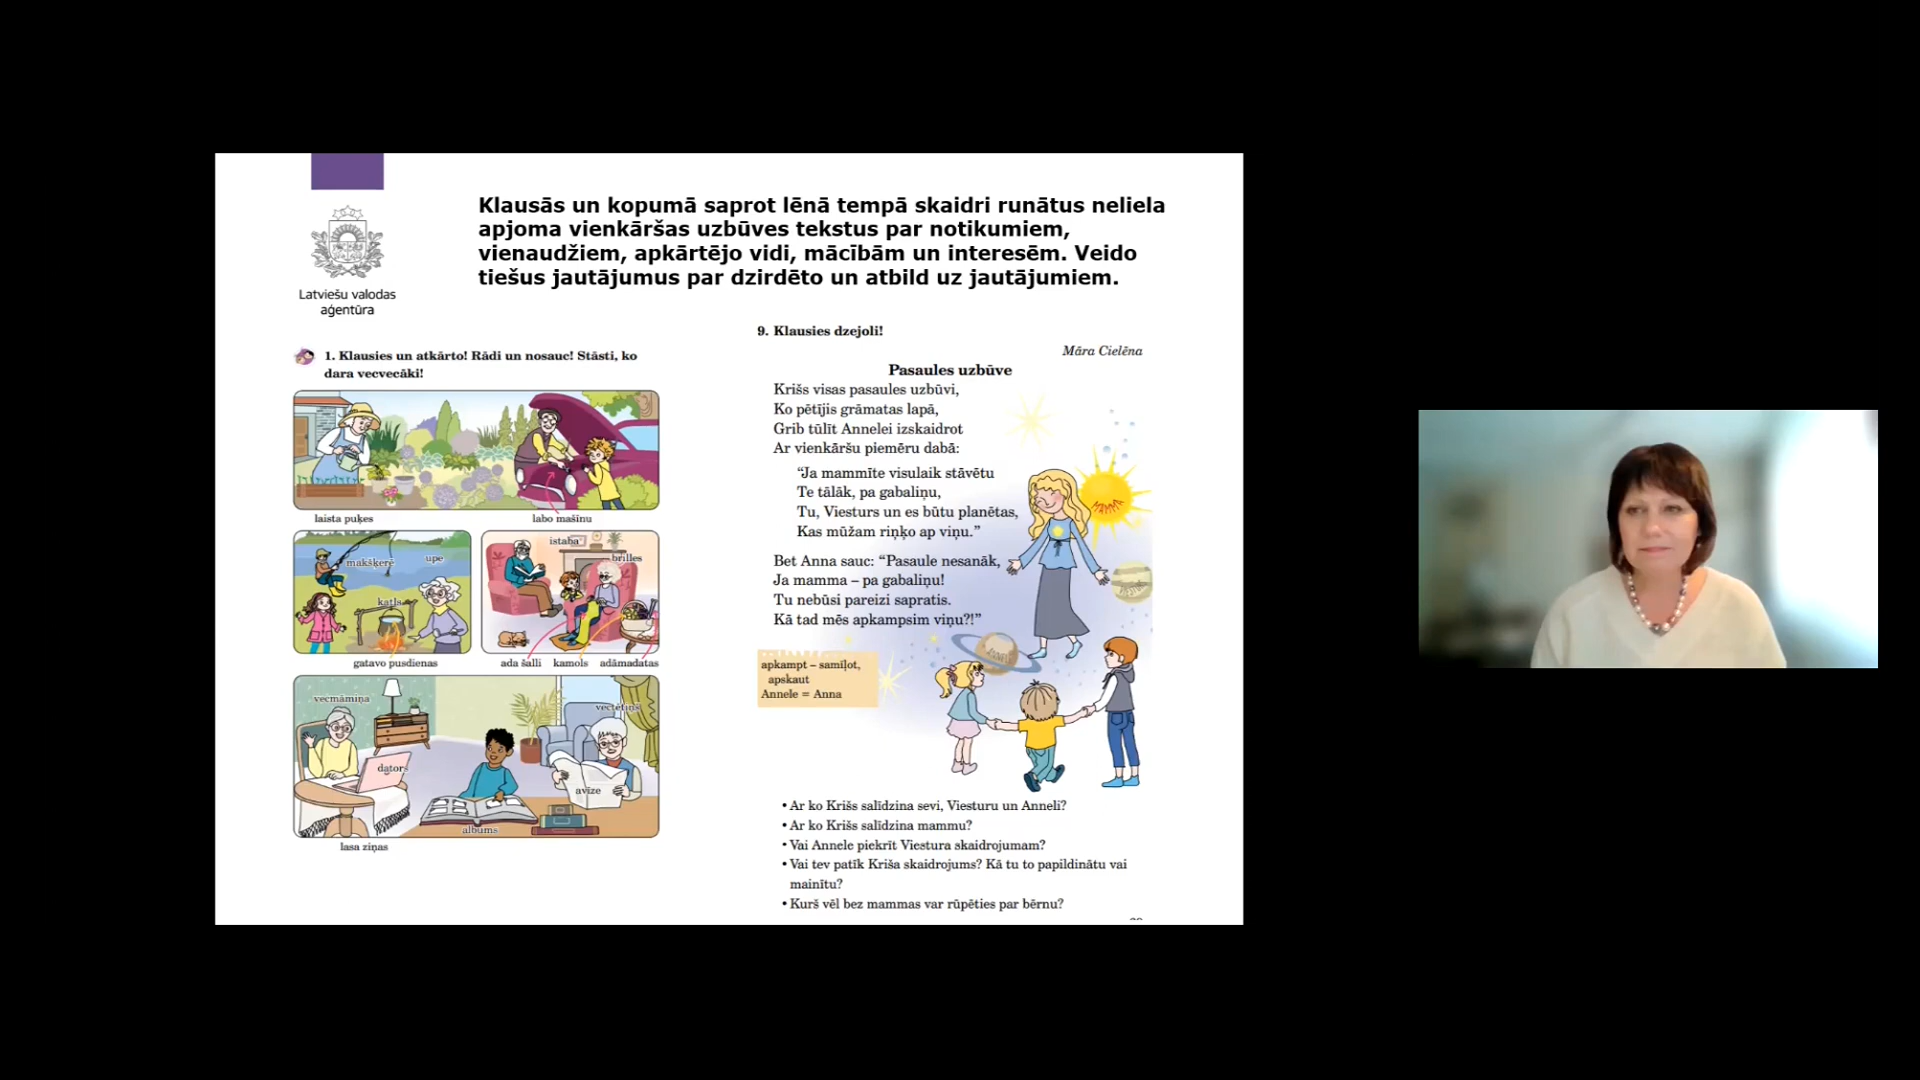 Latviešu valodas
aģentūra
Klausās un kopumā saprot lēnā tempā skaidri runātus neliela
apjoma vienkāršas uzbūves tekstus par notikumiem,
vienaudžiem, apkārtējo vidi, mācībām un interesēm. Veido
tiešus jautājumus par dzirdēto un atbild uz jautājumiem.
1. Klausies un atkārto! Rādi un nosauc! Stāsti, ko
dara vecvecāki!
laista puķes
labo mašīnu
makšķerē
upe
katls
gatavo pusdienas
istaba
brilles
ada šalli
kamols
adāmadatas
vecmāmiņa
vectētiņš
dators
avīze
albums
lasa ziņas
9. Klausies dzejoli!
Māra Cielēna
Pasaules uzbūve
Krišs visas pasaules uzbūvi,
Ko pētījis grāmatas lapā,
Grib tūlīt Annelei izskaidrot
Ar vienkāršu piemēru dabā:
“Ja mammīte visulaik stāvētu
Te tālāk, pa gabaliņu,
Tu, Viesturs un es būtu planētas,
Kas mūžam riņķo ap viņu.”
Bet Anna sauc: “Pasaule nesanāk,
Ja mamma – pa gabaliņu!
Tu nebūsi pareizi sapratis.
Kā tad mēs apkampsim viņu?!”
MAMMA
apkampt – samīļot,
apskaut
Annele = Anna
• Ar ko Krišs salīdzina sevi, Viesturu un Anneli?
• Ar ko Krišs salīdzina mammu?
• Vai Annele piekrīt Viestura skaidrojumam?
• Vai tev patīk Kriša skaidrojums? Kā tu to papildinātu vai
mainītu?
• Kurš vēl bez mammas var rūpēties par bērnu?